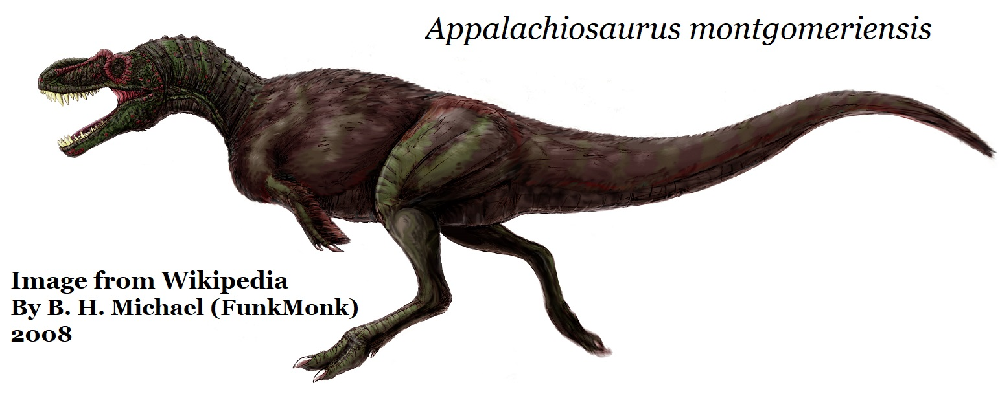 Appalachiosaurus montgomeriensis
Image from Wikipedia
By B. H. Michael (FunkMonk)
2008